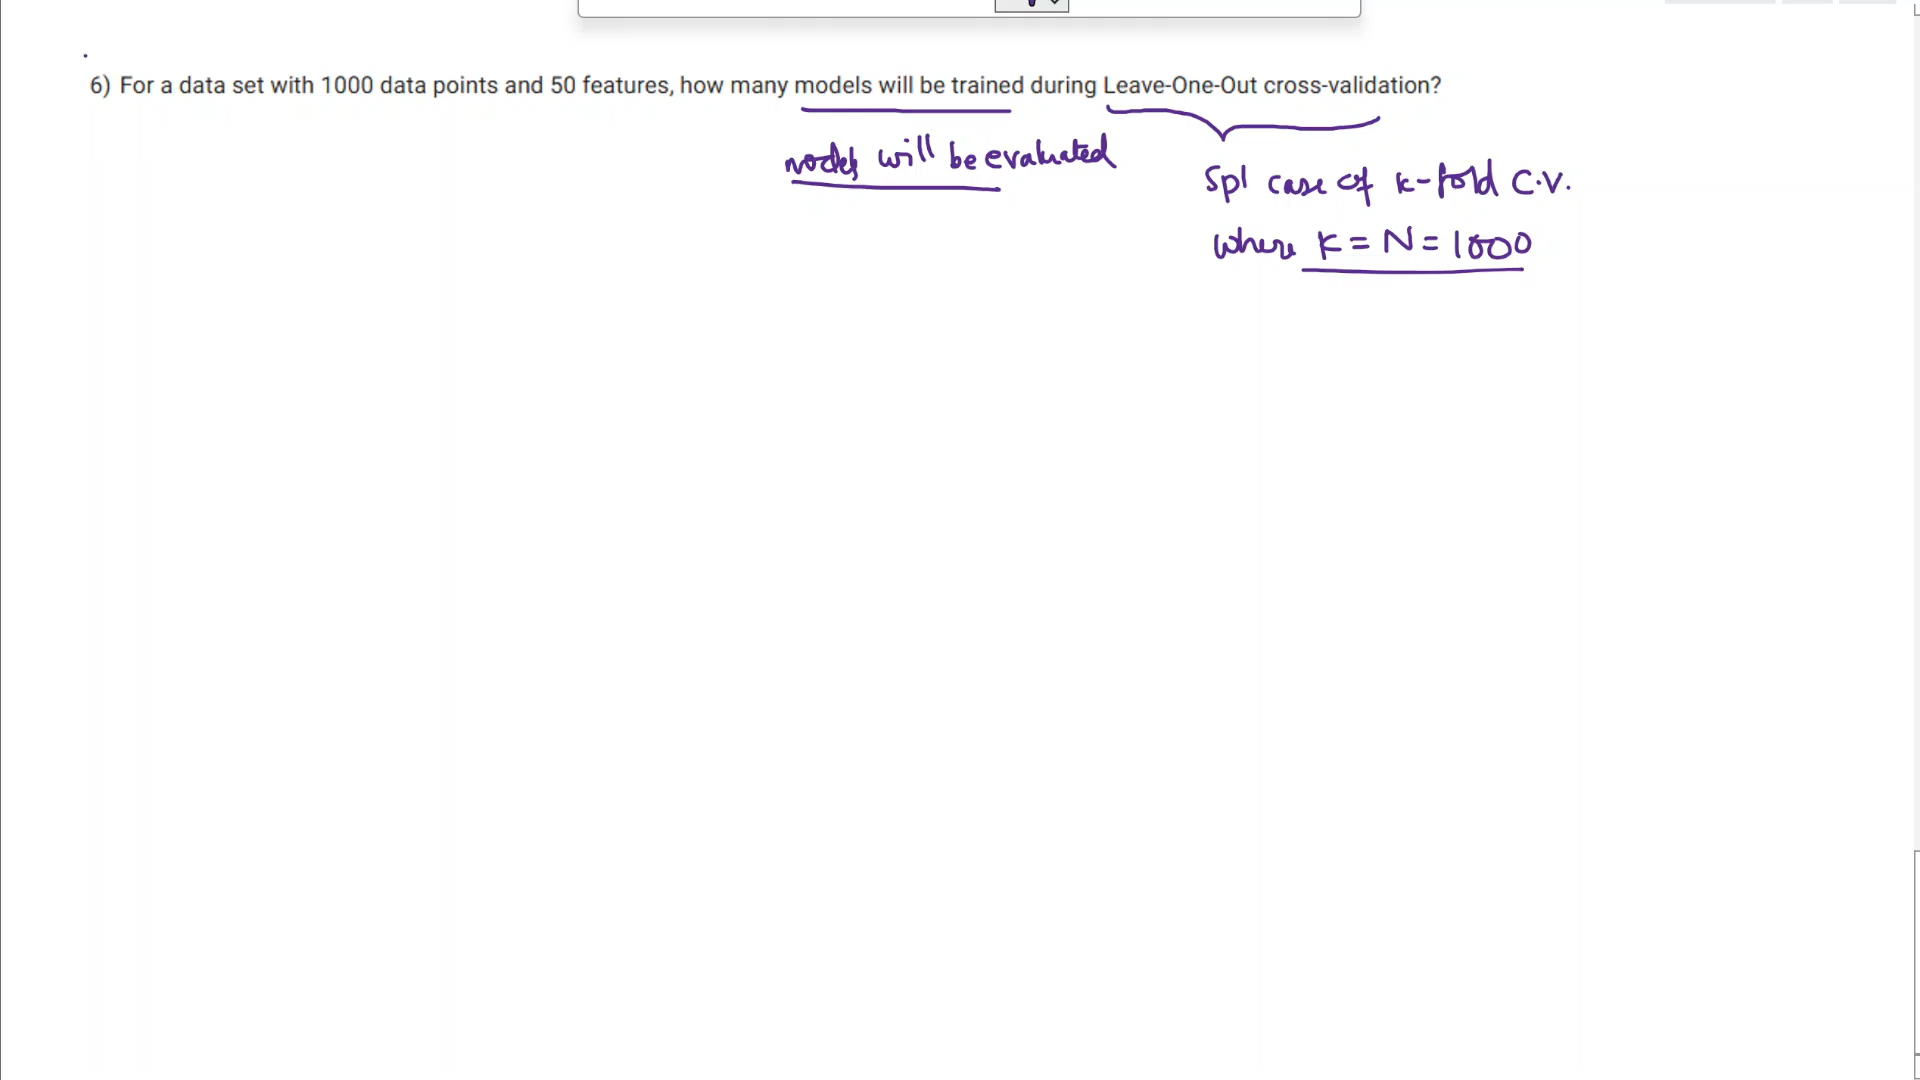 6) For a data set with 1000 data points and 50 features, how many models will be trained during Leave-One-Out cross-validation?
models will be evaluated
Spl case of k-fold C.V.
where K = N = 1000